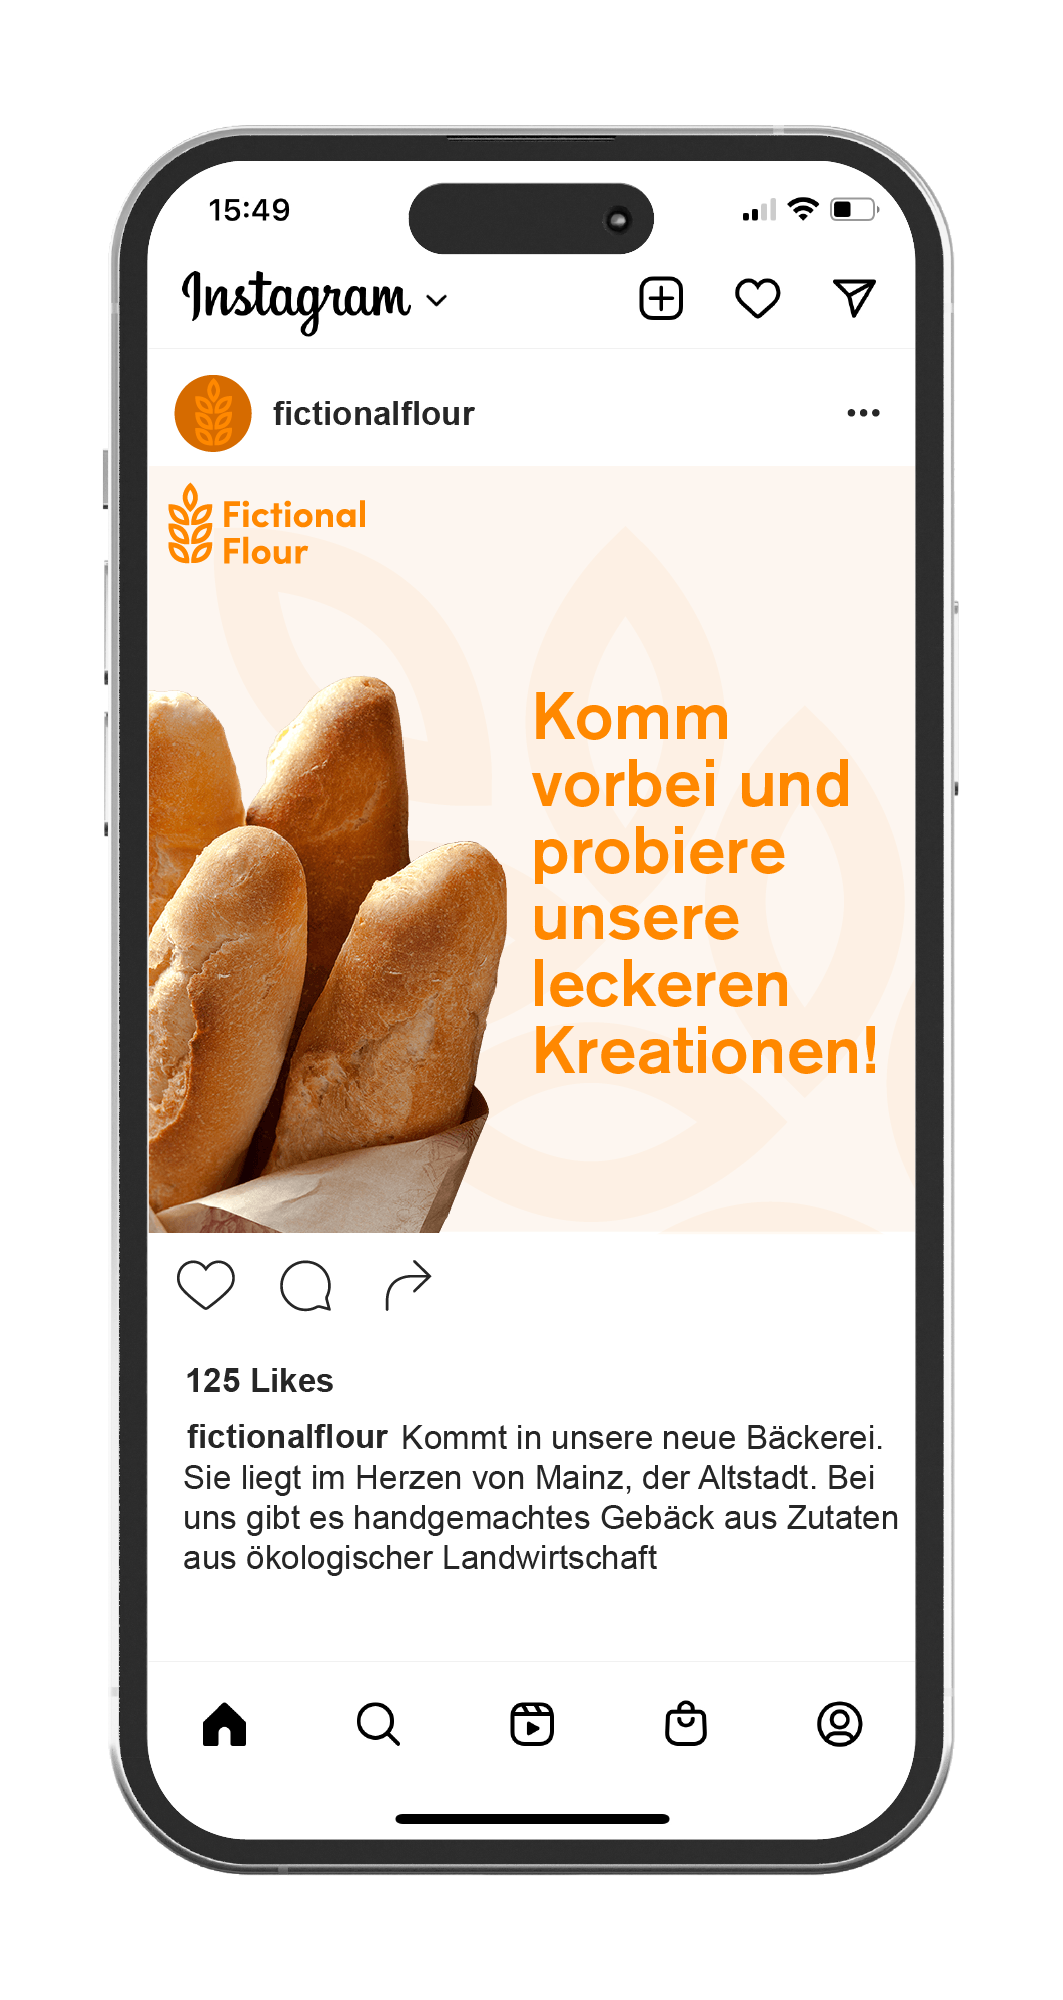 15:49
Instagram
fictionalflour
Fictional
Flour
Komm
vorbei und
probiere
unsere
leckeren
Kreationen!
125 Likes
fictionalflour Kommt in unsere neue Bäckerei.
Sie liegt im Herzen von Mainz, der Altstadt. Bei
uns gibt es handgemachtes Gebäck aus Zutaten
aus ökologischer Landwirtschaft